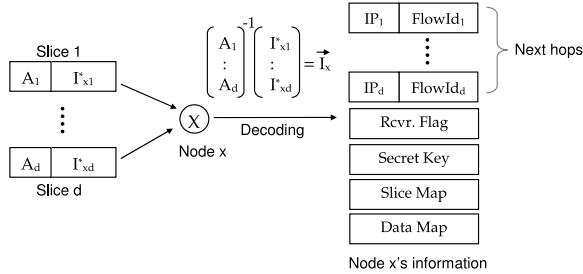 Slice 1
A1 I*x1
Ad I*xd
Slice d
X
Node x
A1 : Ad -1 I*x1 : I*xd = Ix
Decoding
IP1 FlowId1
IPd FlowIdd
Next hops
Rcvr. Flag
Secret Key
Slice Map
Data Map
Node x's information